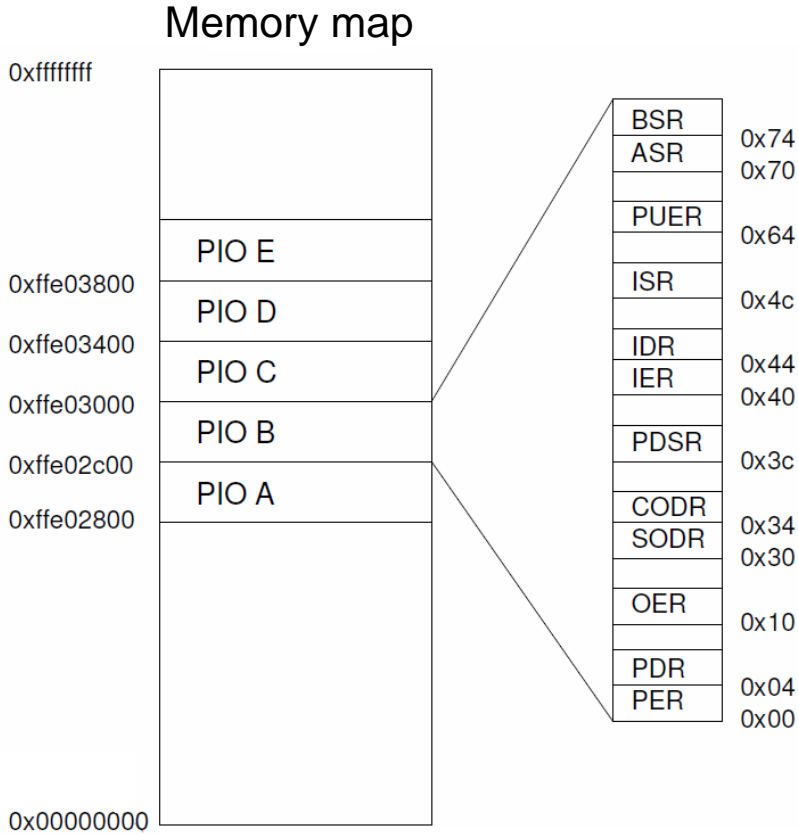 Memory map
0xffffffff
PIO E
0xffe03800
PIO D
0xffe03400
PIO C
0xffe03000
PIO B
0xffe02c00
PIO A
0xffe02800
0x00000000
BSR
0x74
ASR
0x70
PUER
0x64
ISR
0x4c
IDR
0x44
IER
0x40
PDSR
0x3c
CODR
0x34
SODR
0x30
OER
0x10
PDR
0x04
PER
0x00